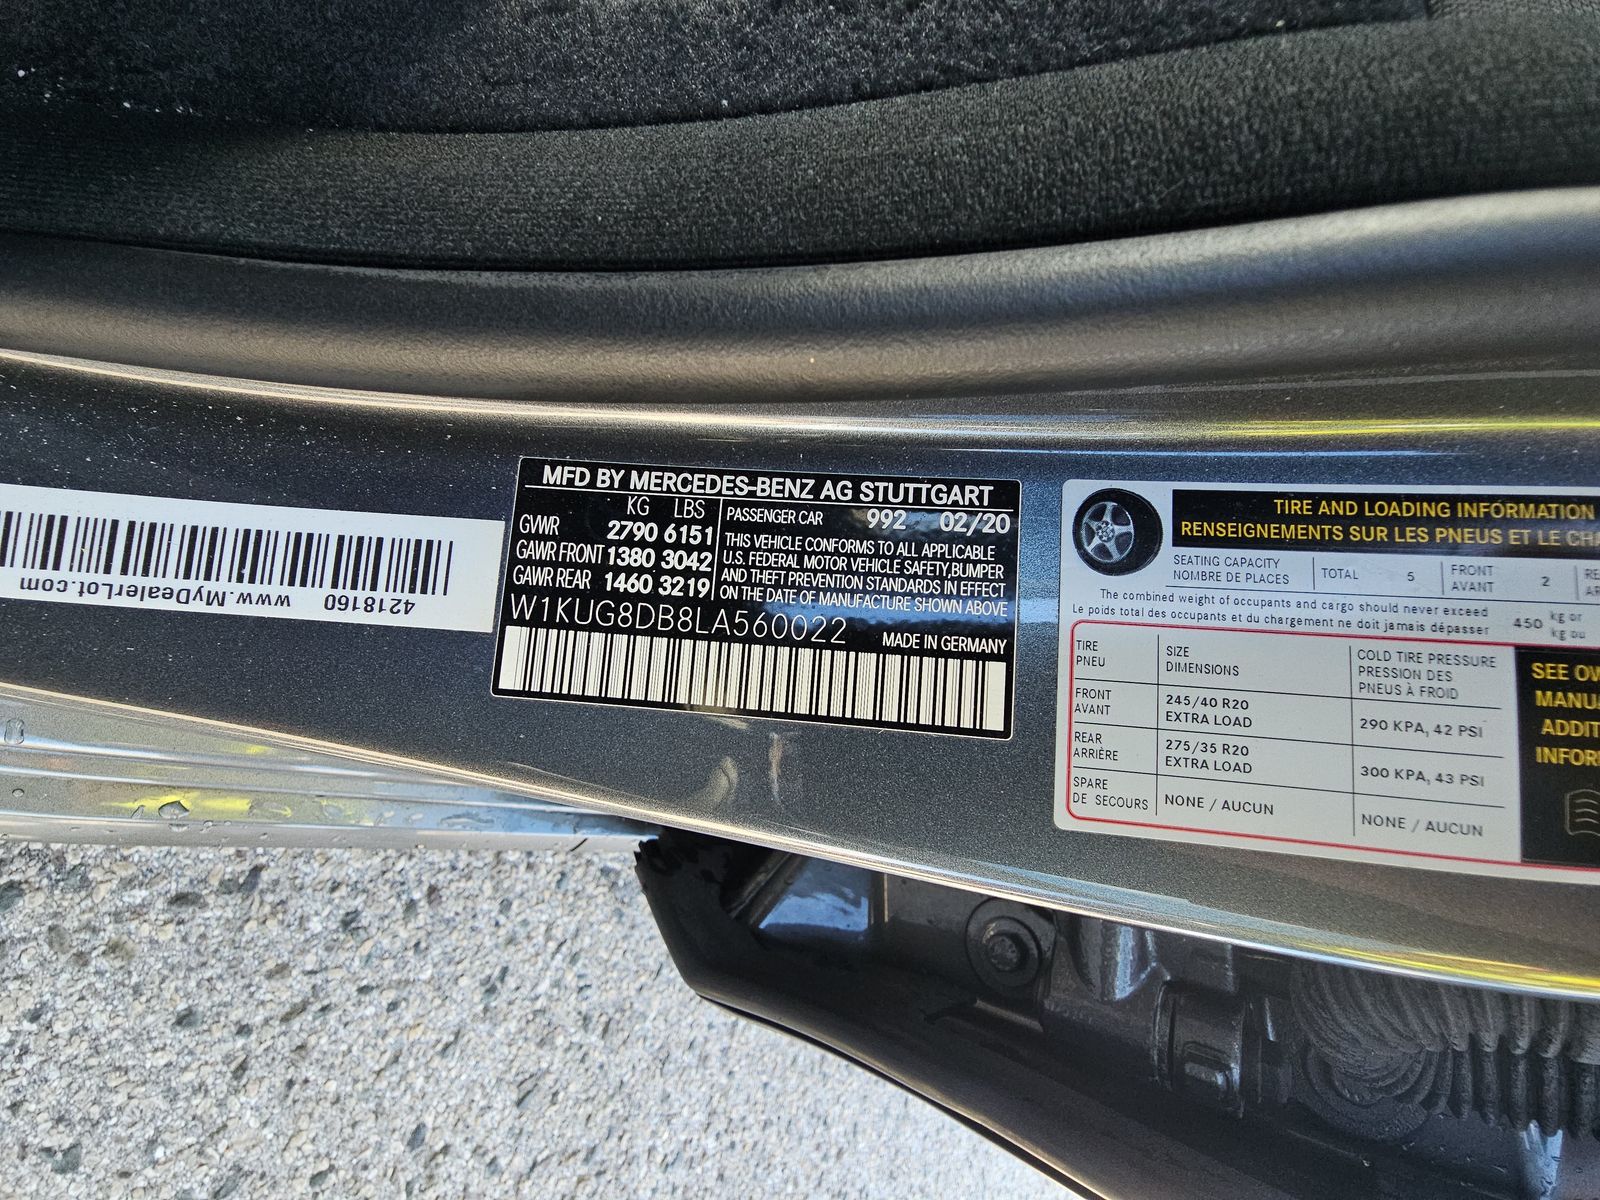 4218160
www.MyDealerLot.com
MFD BY MERCEDES-BENZ AG STUTTGART
KG LBS
GVWR 2790 6151
GAWR FRONT 1380 3042
GAWR REAR 1460 3219
PASSENGER CAR 992 02/20
THIS VEHICLE CONFORMS TO ALL APPLICABLE
U.S. FEDERAL MOTOR VEHICLE SAFETY, BUMPER
AND THEFT PREVENTION STANDARDS IN EFFECT
ON THE DATE OF MANUFACTURE SHOWN ABOVE
W1KUG8DB8LA560022
MADE IN GERMANY
TIRE AND LOADING INFORMATION
RENSEIGNEMENTS SUR LES PNEUS ET LE
SEATING CAPACITY
NOMBRE DE PLACES
TOTAL 5
FRONT
AVANT
2
The combined weight of occupants and cargo should never exceed
Le poids total des occupants et du chargement ne doit jamais dépasser
450
kg or
kg ou
TIRE
PNEU
SIZE
DIMENSIONS
COLD TIRE PRESSURE
PRESSION DES
PNEUS À FROID
FRONT
AVANT
245/40 R20
EXTRA LOAD
290 KPA, 42 PSI
REAR
ARRIÈRE
275/35 R20
EXTRA LOAD
300 KPA, 43 PSI
SPARE
DE SECOURS
NONE / AUCUN
NONE / AUCUN
SEE